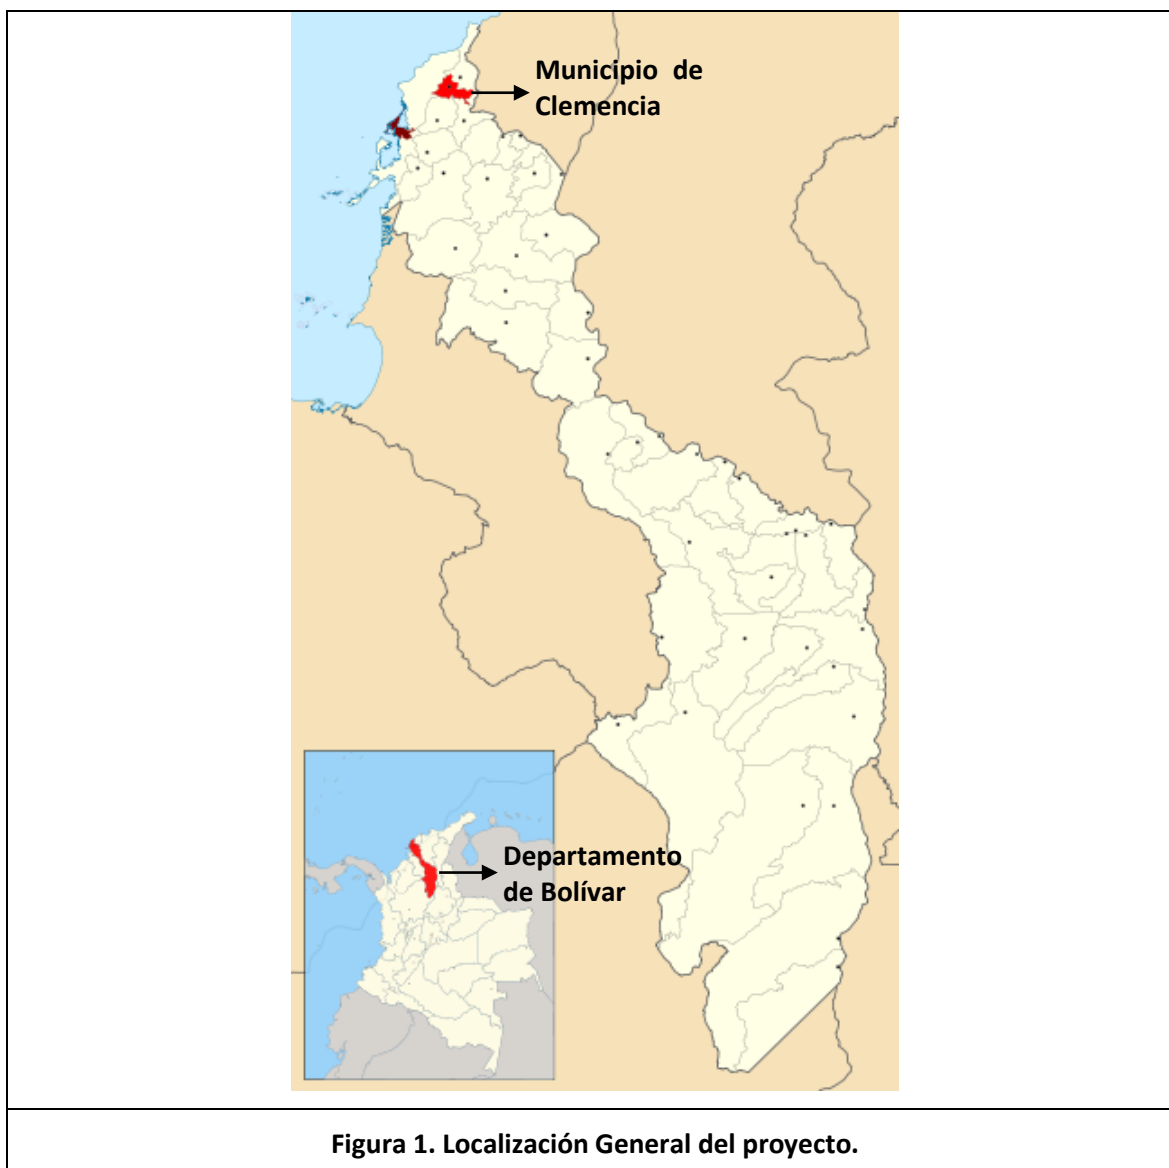 Municipio de
Clemencia
Departamento
de Bolívar
Figura 1. Localización General del proyecto.